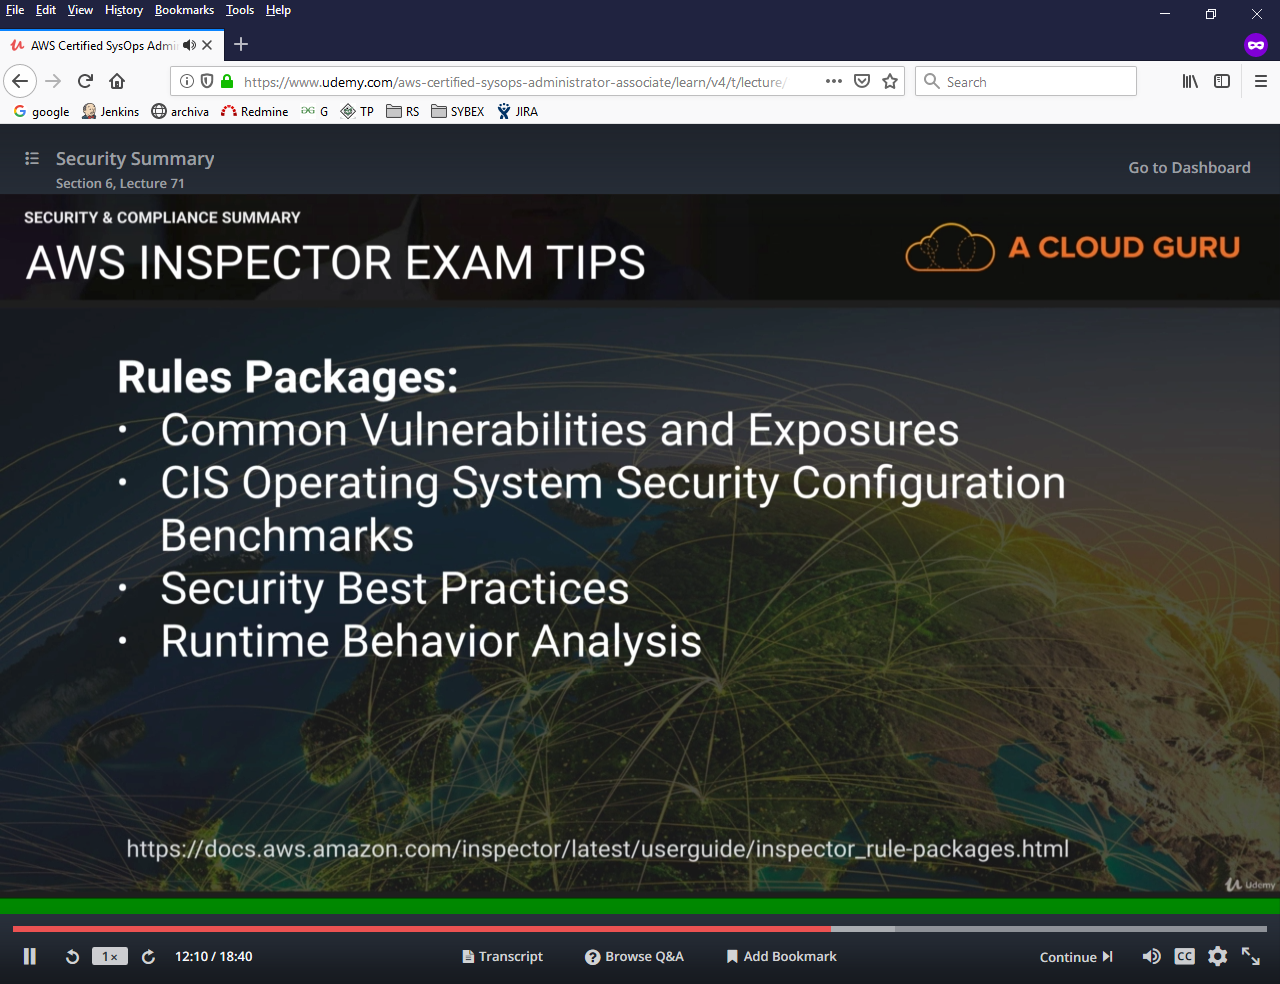 File Edit View History Bookmarks Tools Help
AWS Certified SysOps Admi
https://www.udemy.com/aws-certified-sysops-administrator-associate/learn/v4/t/lecture/
Search
google Jenkins archiva Redmine G TP RS SYBEX JIRA
Security Summary
Section 6, Lecture 71
Go to Dashboard
SECURITY & COMPLIANCE SUMMARY
AWS INSPECTOR EXAM TIPS
A CLOUD GURU
Rules Packages:
• Common Vulnerabilities and Exposures
• CIS Operating System Security Configuration
Benchmarks
• Security Best Practices
• Runtime Behavior Analysis
https://docs.aws.amazon.com/inspector/latest/userguide/inspector_rule-packages.html
Udemy
1x
12:10 / 18:40
Transcript
Browse Q&A
Add Bookmark
Continue
CC